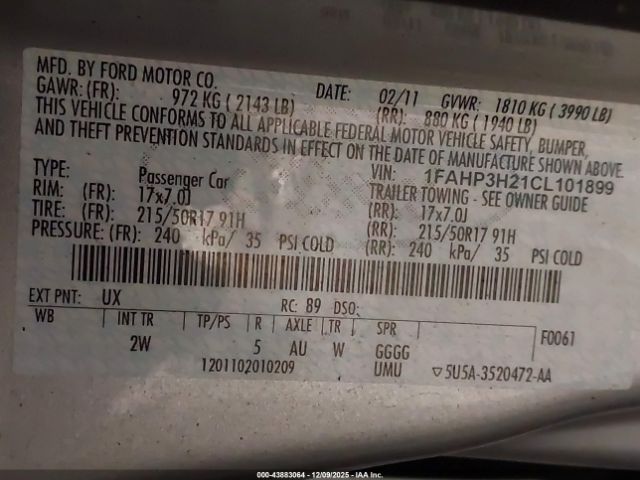 MFD. BY FORD MOTOR CO.
DATE: 02/11 GVWR: 1810 KG ( 3990 LB)
GAWR: (FR): 972 KG ( 2143 LB) (RR): 880 KG ( 1940 LB)
THIS VEHICLE CONFORMS TO ALL APPLICABLE FEDERAL MOTOR VEHICLE SAFETY, BUMPER,
AND THEFT PREVENTION STANDARDS IN EFFECT ON THE DATE OF MANUFACTURE SHOWN ABOVE.
VIN: 1FAHP3H21CL101899
TYPE: Passenger Car TRAILER TOWING - SEE OWNER GUIDE
RIM: (FR): 17x7.0J (RR): 17x7.0J
TIRE: (FR): 215/50R17 91H (RR): 215/50R17 91H
PRESSURE: (FR): 240 kPa/ 35 PSI COLD (RR): 240 kPa/ 35 PSI COLD
EXT PNT: UX RC: 89 DSO:
WB INT TR TP/PS R AXLE TR SPR F0061
2W 5 AU W GGGG
1201102010209 UMU ▽5U5A-3520472-AA
000-43883064 - 12/09/2025 - IAA, Inc.